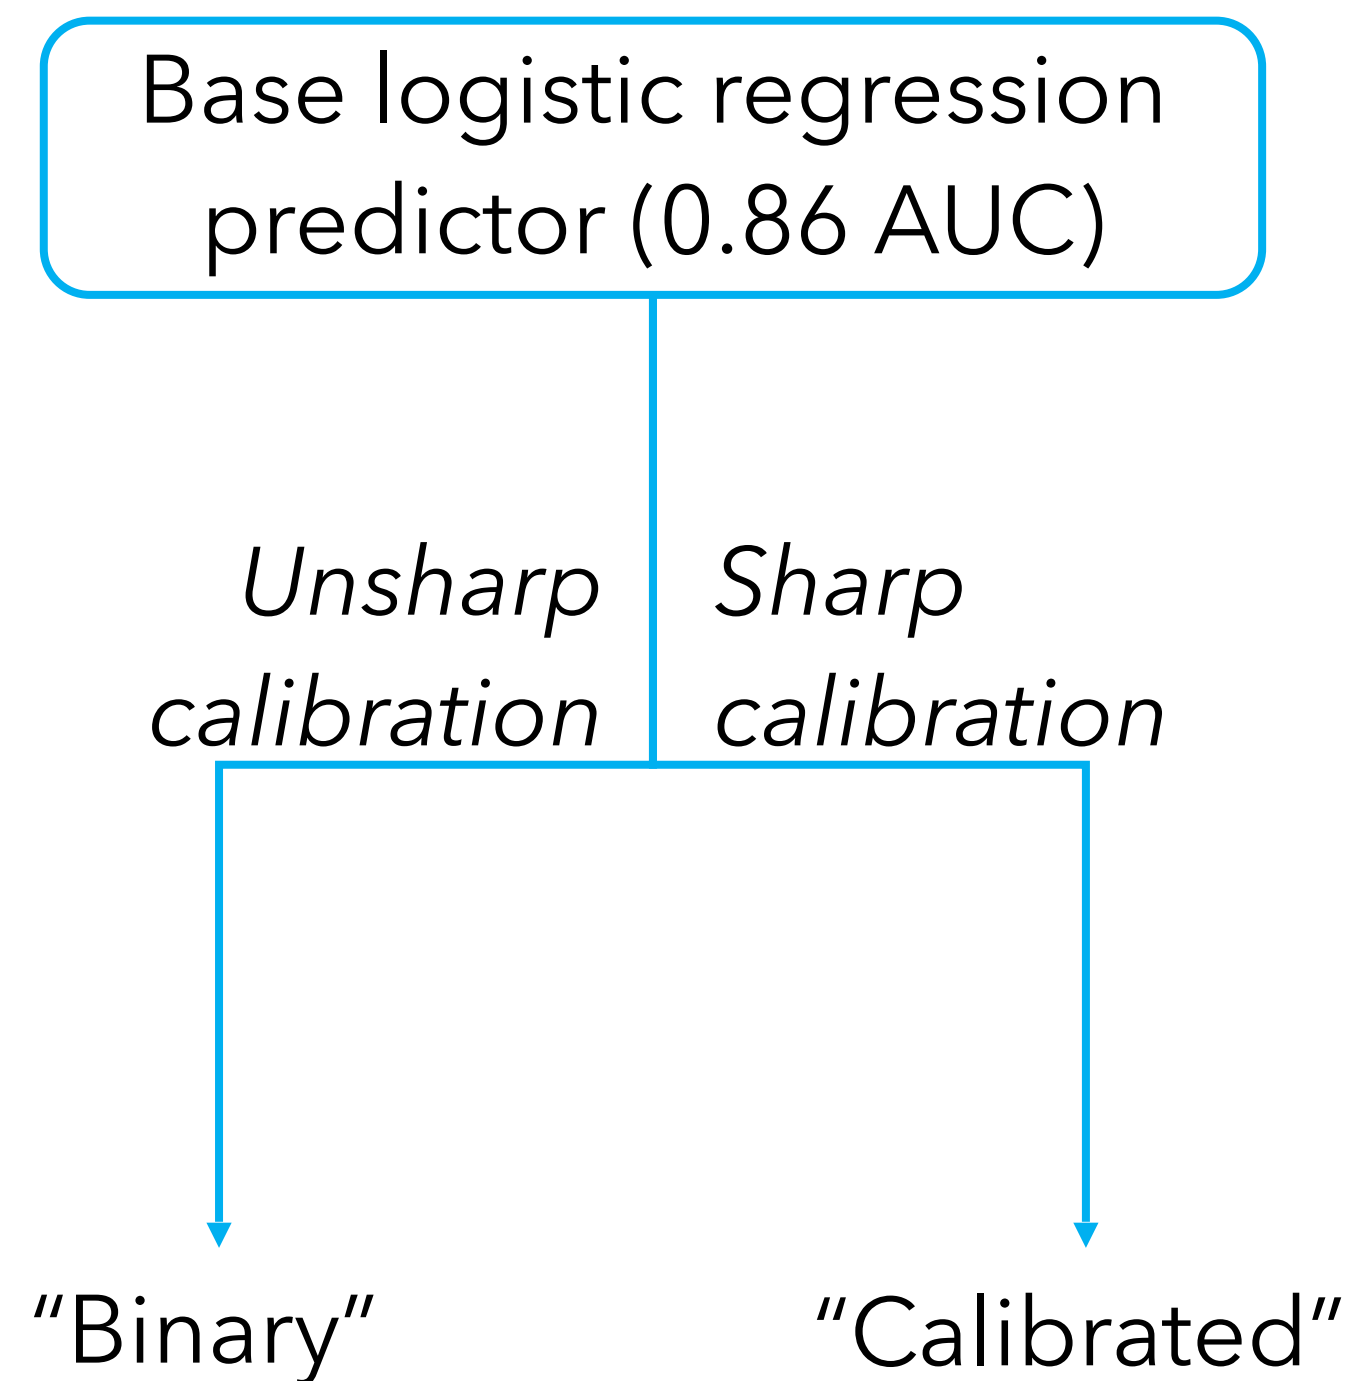 Base logistic regression
predictor (0.86 AUC)
Unsharp
calibration
Sharp
calibration
“Binary”
“Calibrated”